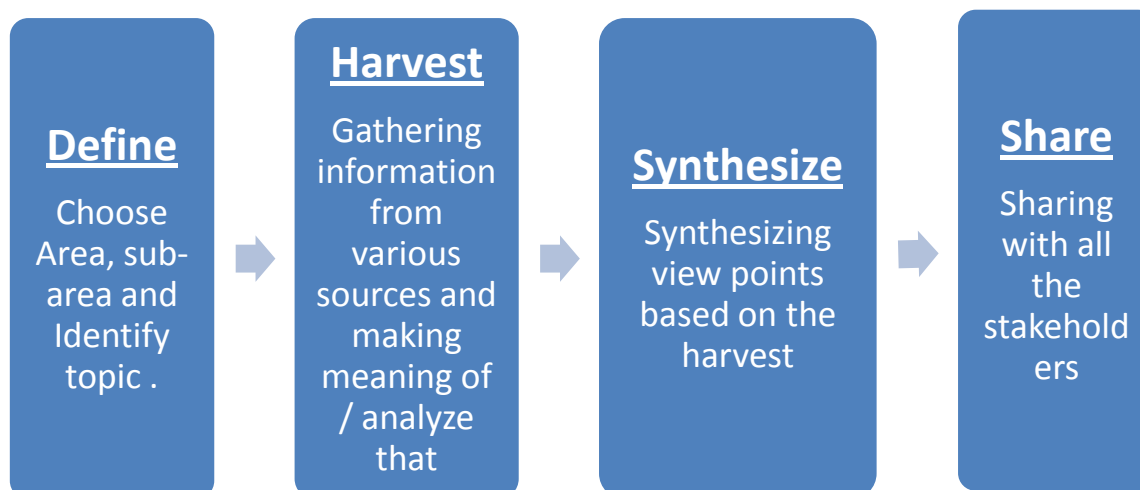 Define
Choose
Area, sub-
area and
Identify
topic .
Harvest
Gathering
information
from
various
sources and
making
meaning of
/ analyze
that
Synthesize
Synthesizing
view points
based on the
harvest
Share
Sharing
with all
the
stakehold
ers